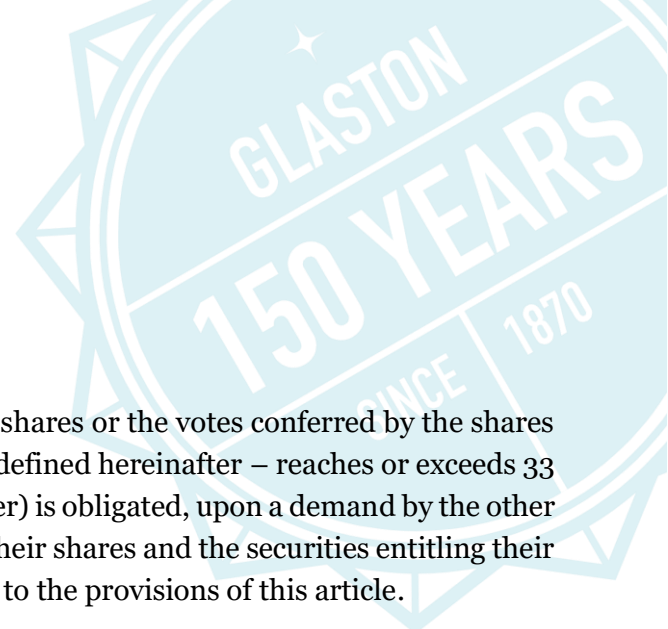 GLASTON
150 YEARS
SINCE
1870
shares or the votes conferred by the shares
defined hereinafter – reaches or exceeds 33
er) is obligated, upon a demand by the other
heir shares and the securities entitling their
to the provisions of this article.